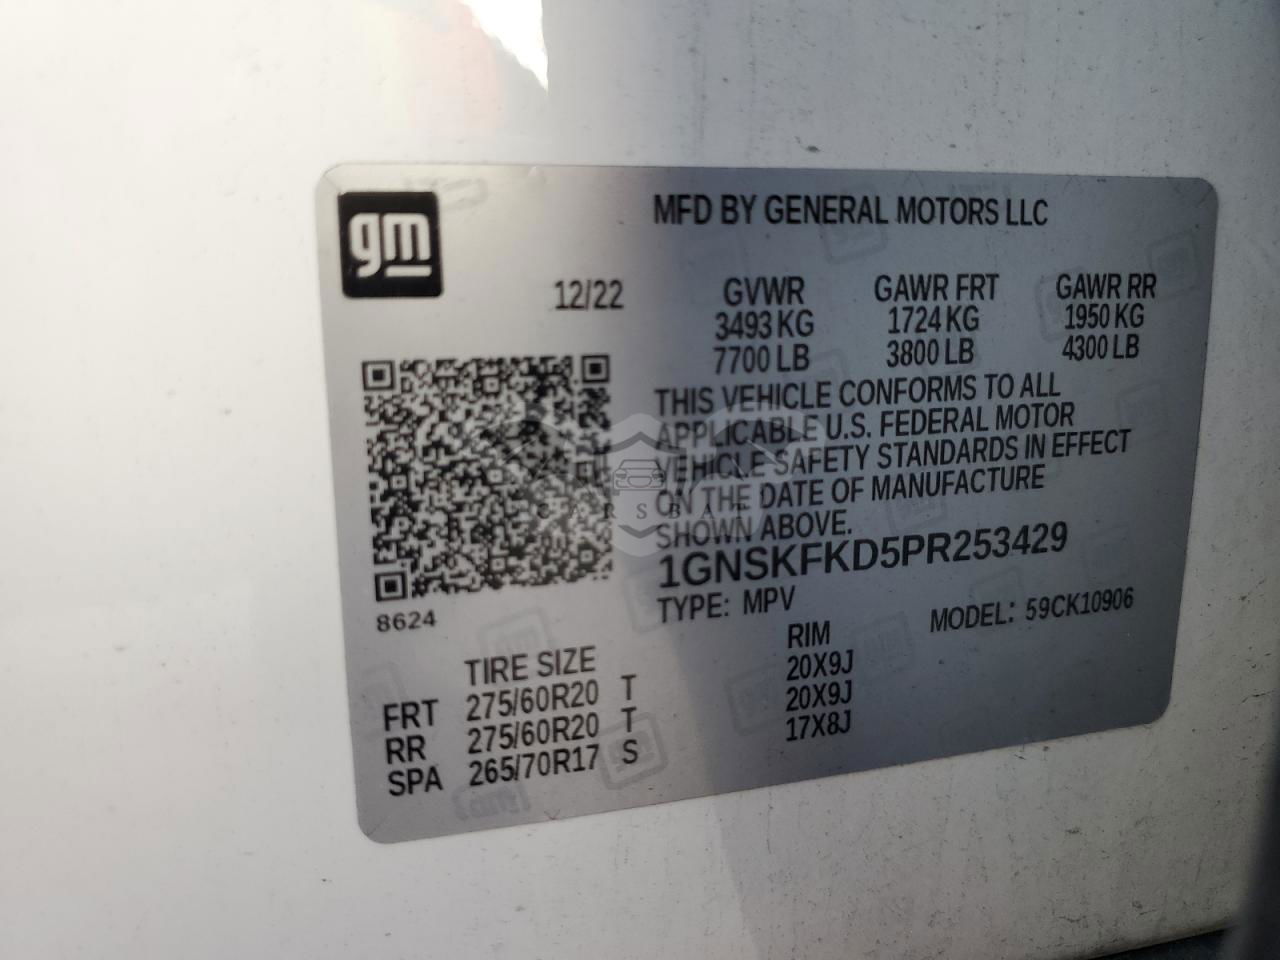 gm
MFD BY GENERAL MOTORS LLC
12/22 GVWR GAWR FRT GAWR RR
3493 KG 1724 KG 1950 KG
7700 LB 3800 LB 4300 LB
THIS VEHICLE CONFORMS TO ALL
APPLICABLE U.S. FEDERAL MOTOR
VEHICLE SAFETY STANDARDS IN EFFECT
ON THE DATE OF MANUFACTURE
SHOWN ABOVE.
1GNSKFKD5PR253429
8624
TYPE: MPV MODEL: 59CK10906
TIRE SIZE RIM
FRT 275/60R20 T 20X9J
RR 275/60R20 T 20X9J
SPA 265/70R17 S 17X8J